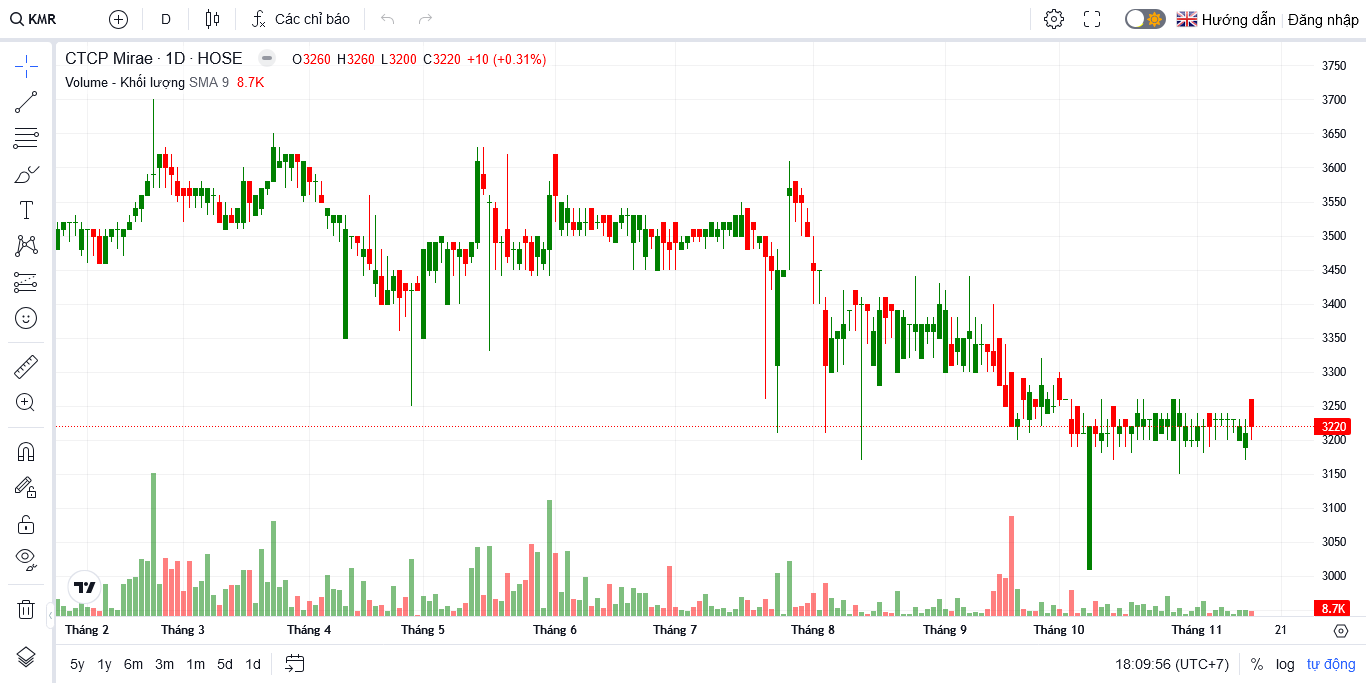 KMR D Các chỉ báo Hướng dẫn Đăng nhập
CTCP Mirae · 1D · HOSE O3260 H3260 L3200 C3220 +10 (+0.31%)
Volume - Khối lượng SMA 9 8.7K
3750
3700
3650
3600
3550
3500
3450
3400
3350
3300
3250
3220
3200
3150
3100
3050
3000
8.7K
Tháng 2 Tháng 3 Tháng 4 Tháng 5 Tháng 6 Tháng 7 Tháng 8 Tháng 9 Tháng 10 Tháng 11 21
5y 1y 6m 3m 1m 5d 1d 18:09:56 (UTC+7) % log tự động